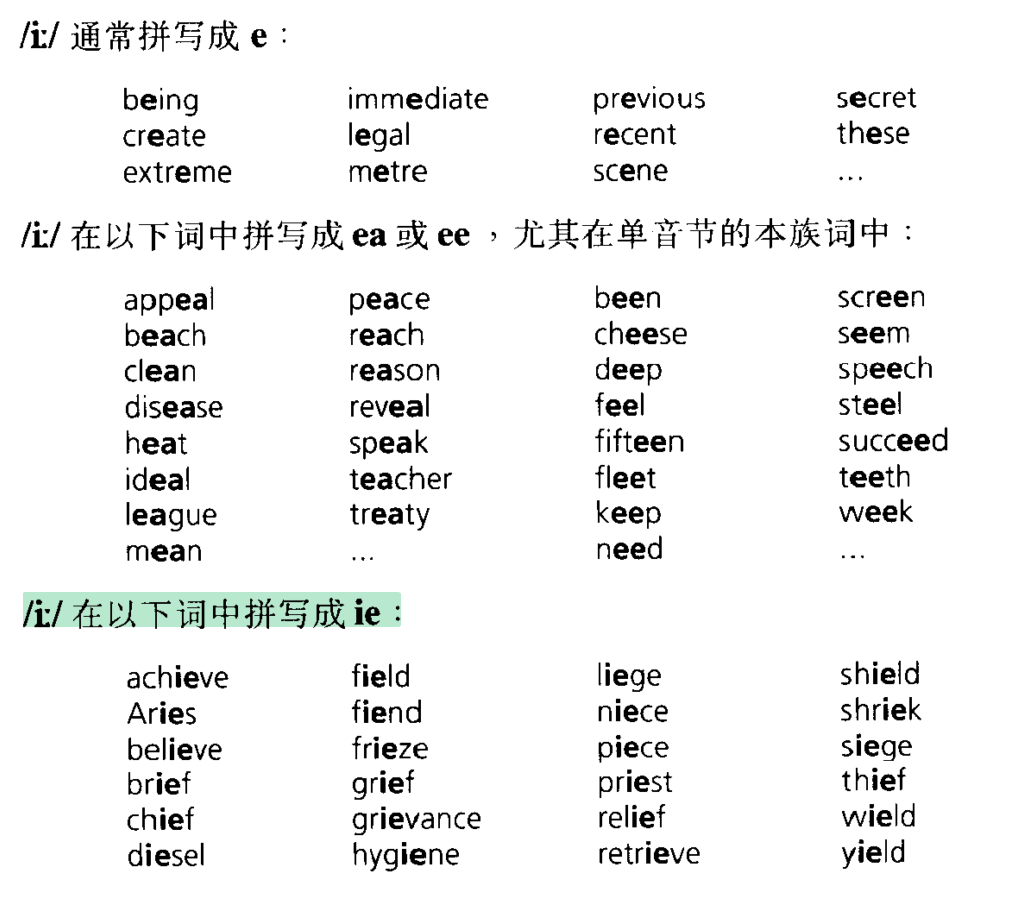 /i:/ 通常拼写成 e：
being immediate previous secret
create legal recent these
extreme metre scene ...
/i:/ 在以下词中拼写成 ea 或 ee ，尤其在单音节的本族词中：
appeal peace been screen
beach reach cheese seem
clean reason deep speech
disease reveal feel steel
heat speak fifteen succeed
ideal teacher fleet teeth
league treaty keep week
mean ... need ...
/i:/ 在以下词中拼写成 ie：
achieve field liege shield
Aries fiend niece shriek
believe frieze piece siege
brief grief priest thief
chief grievance relief wield
diesel hygiene retrieve yield